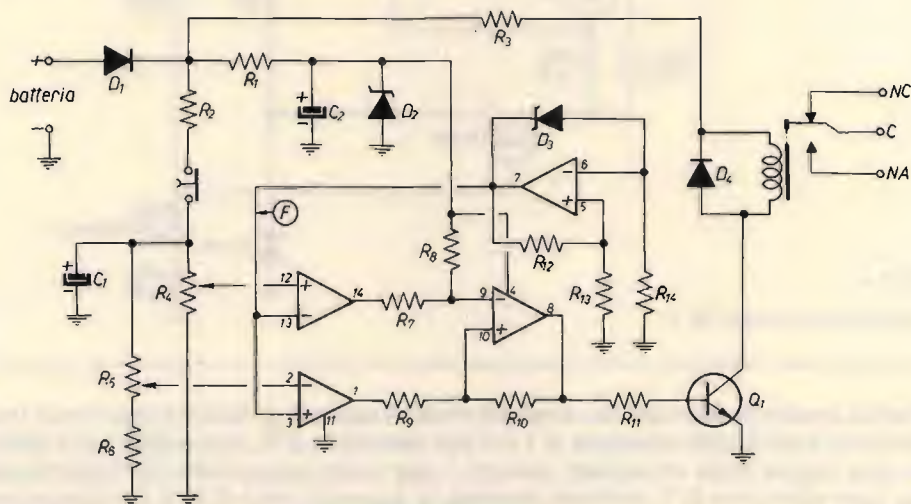 R3
+
D1
R1
batteria
-
R2
+
C2
-
D2
D3
NC
C
NA
D4
7
-
6
+
5
F
R8
R12
R13
R14
+
C1
-
R4
12
+
13
-
14
R7
9
-
4
10
+
8
R5
2
-
3
+
1
11
R9
R10
R11
Q1
R6